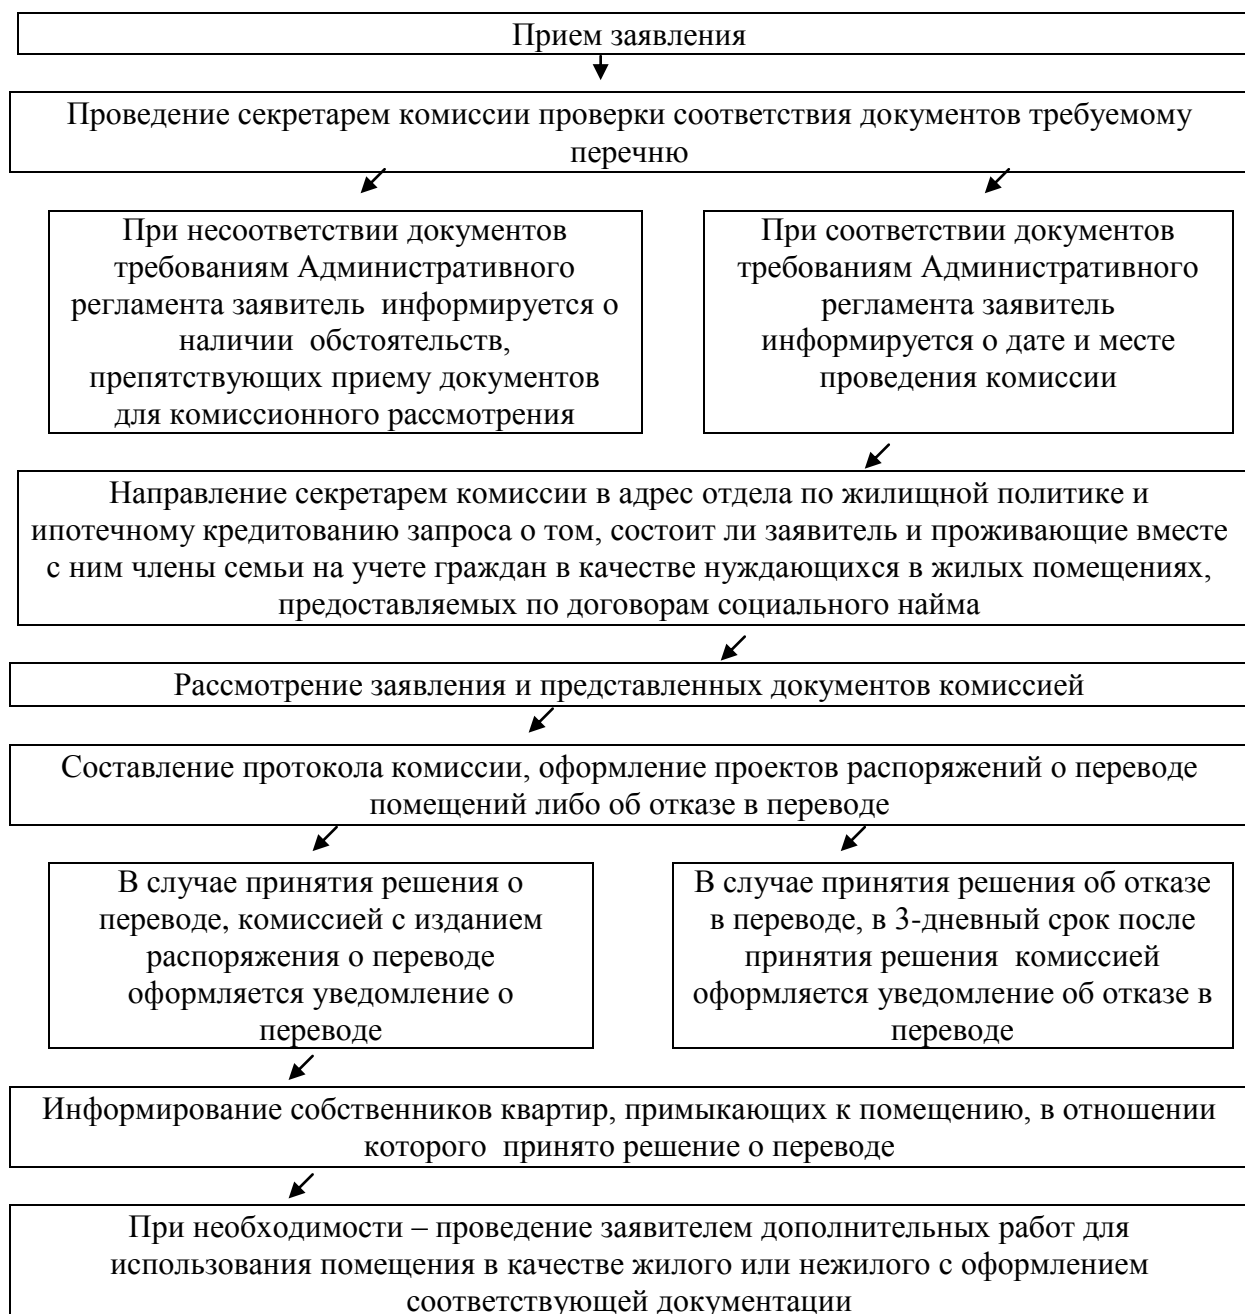 Прием заявления
Проведение секретарем комиссии проверки соответствия документов требуемому
перечню
При несоответствии документов
требованиям Административного
регламента заявитель информируется о
наличии обстоятельств,
препятствующих приему документов
для комиссионного рассмотрения
При соответствии документов
требованиям Административного
регламента заявитель
информируется о дате и месте
проведения комиссии
Направление секретарем комиссии в адрес отдела по жилищной политике и
ипотечному кредитованию запроса о том, состоит ли заявитель и проживающие вместе
с ним члены семьи на учете граждан в качестве нуждающихся в жилых помещениях,
предоставляемых по договорам социального найма
Рассмотрение заявления и представленных документов комиссией
Составление протокола комиссии, оформление проектов распоряжений о переводе
помещений либо об отказе в переводе
В случае принятия решения о
переводе, комиссией с изданием
распоряжения о переводе
оформляется уведомление о
переводе
В случае принятия решения об отказе
в переводе, в 3-дневный срок после
принятия решения комиссией
оформляется уведомление об отказе в
переводе
Информирование собственников квартир, примыкающих к помещению, в отношении
которого принято решение о переводе
При необходимости – проведение заявителем дополнительных работ для
использования помещения в качестве жилого или нежилого с оформлением
соответствующей документации